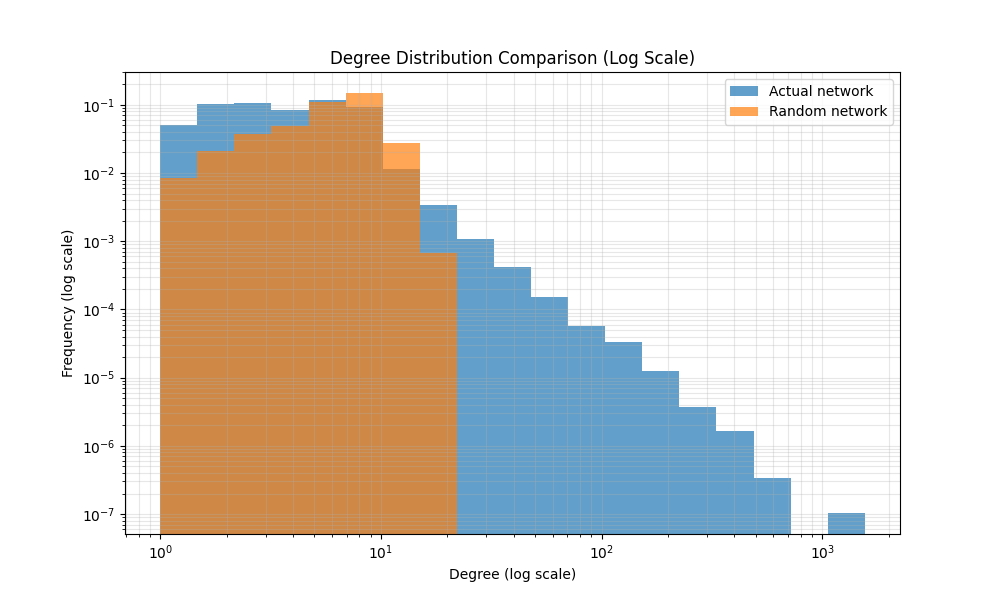 Degree Distribution Comparison (Log Scale)
Actual network
Random network
Frequency (log scale)
10⁻¹
10⁻²
10⁻³
10⁻⁴
10⁻⁵
10⁻⁶
10⁻⁷
10⁰ 10¹ 10² 10³
Degree (log scale)